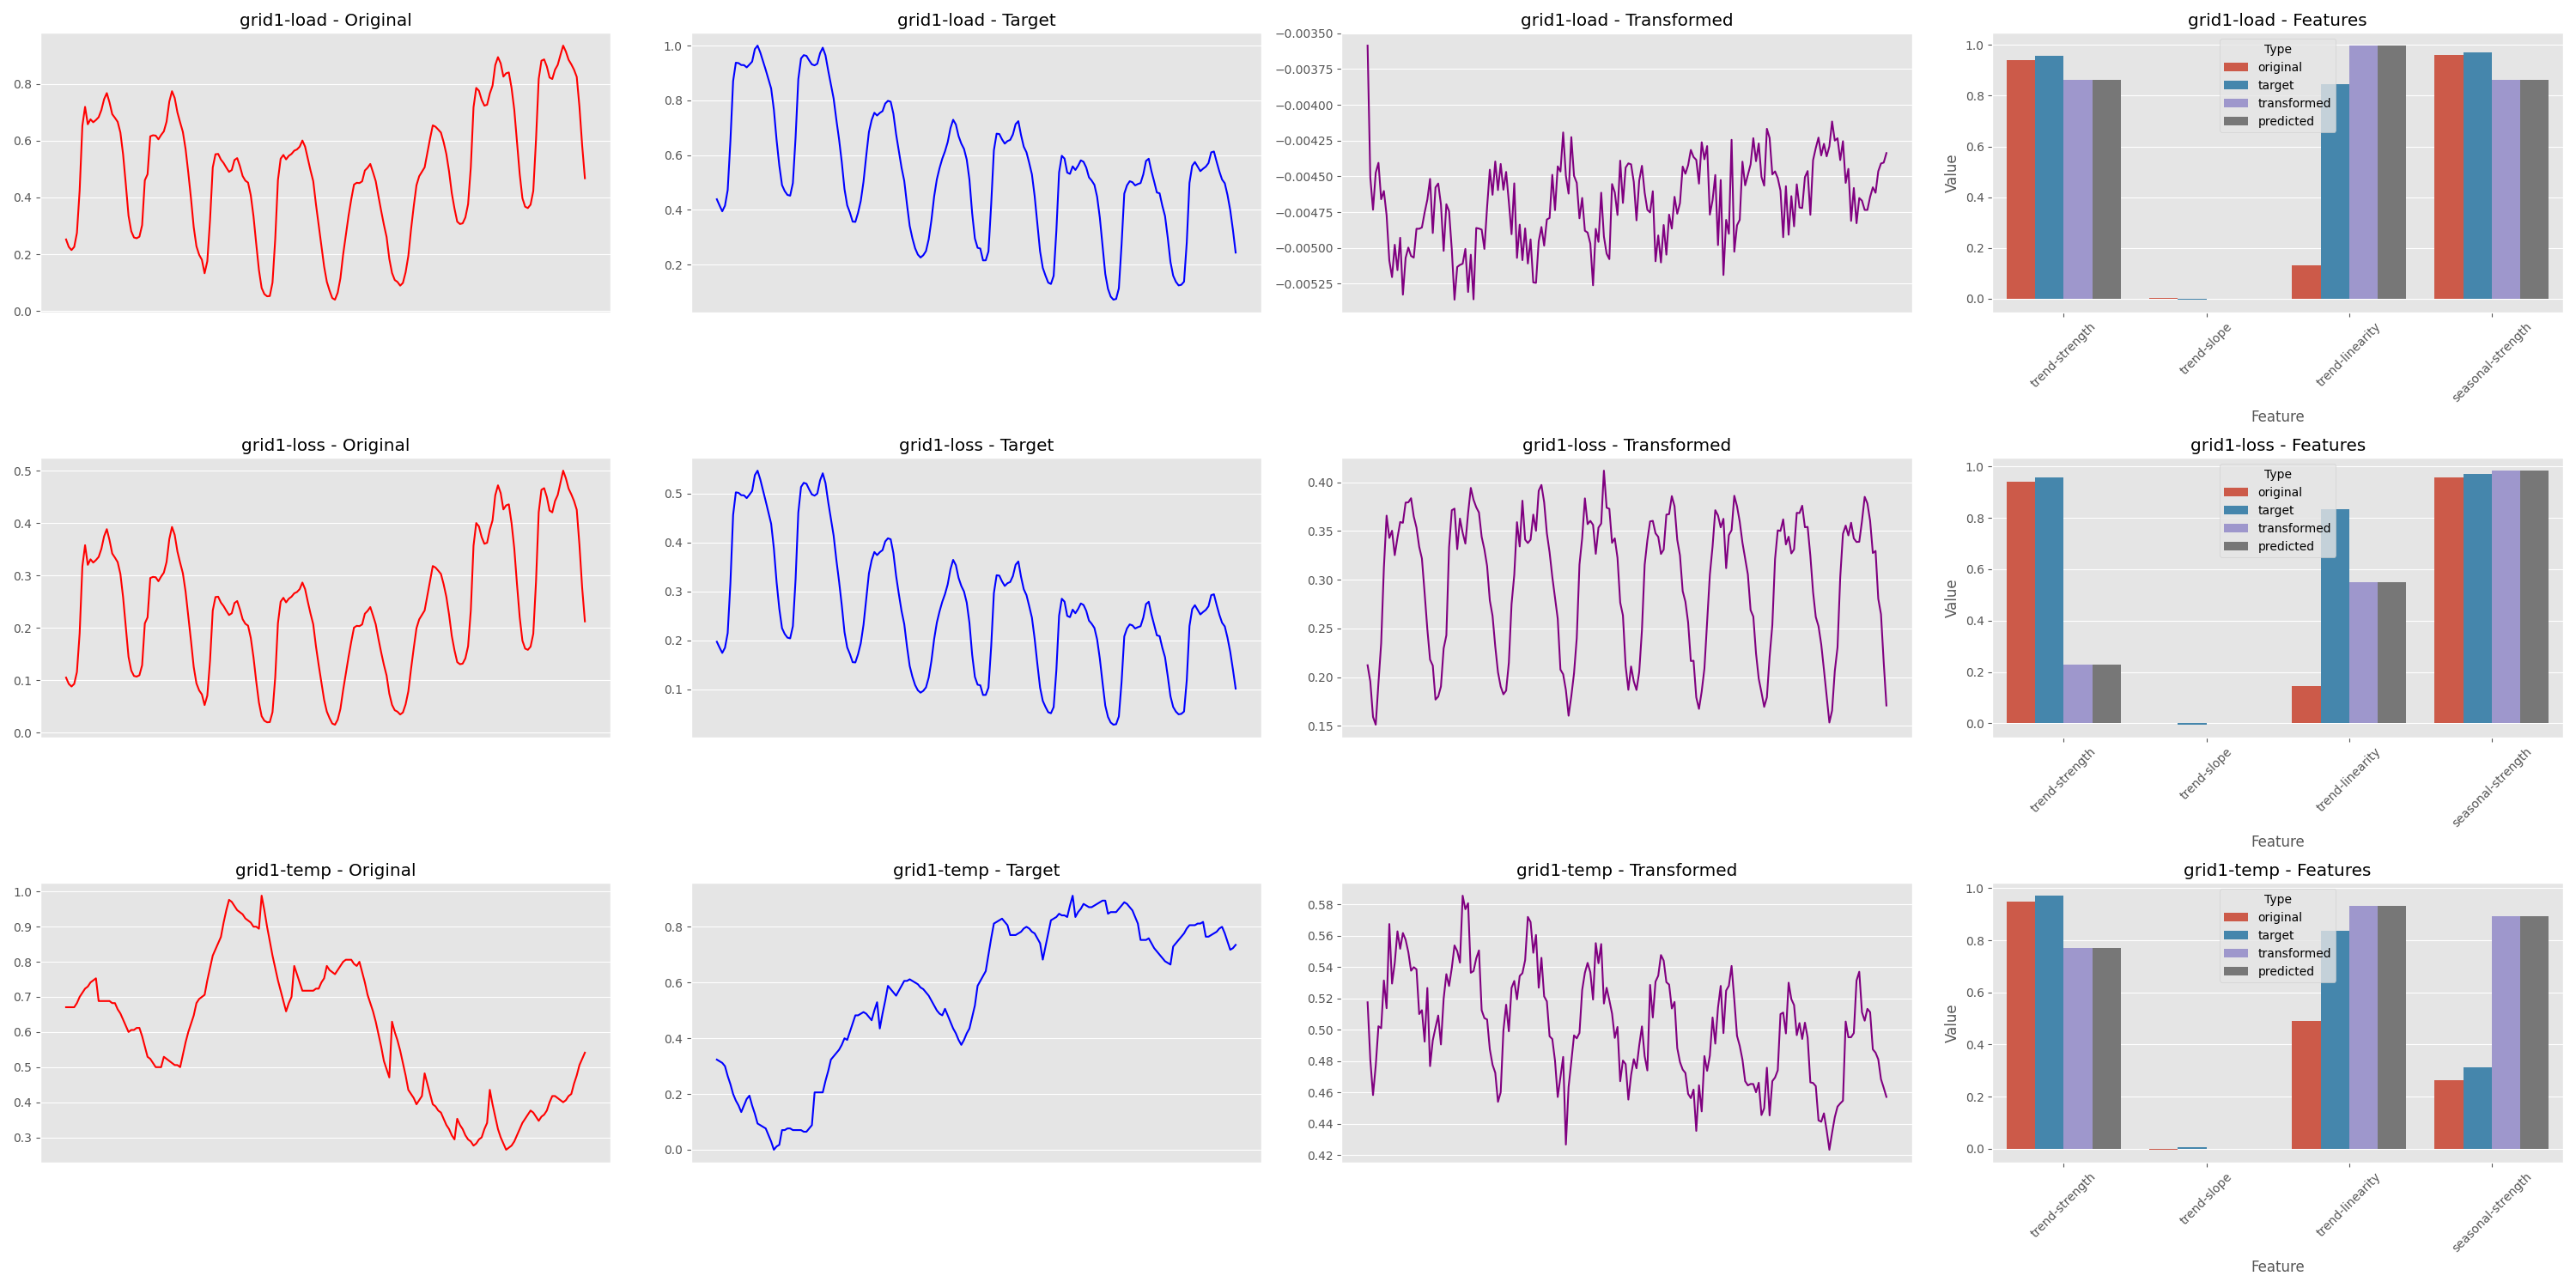 grid1-load - Original
0.8
0.6
0.4
0.2
0.0
grid1-load - Target
1.0
0.8
0.6
0.4
0.2
grid1-load - Transformed
−0.00350
−0.00375
−0.00400
−0.00425
−0.00450
−0.00475
−0.00500
−0.00525
grid1-load - Features
Value
1.0
0.8
0.6
0.4
0.2
0.0
Type
original
target
transformed
predicted
trend-strength
trend-slope
trend-linearity
seasonal-strength
Feature
grid1-loss - Original
0.5
0.4
0.3
0.2
0.1
0.0
grid1-loss - Target
0.5
0.4
0.3
0.2
0.1
grid1-loss - Transformed
0.40
0.35
0.30
0.25
0.20
0.15
grid1-loss - Features
Value
1.0
0.8
0.6
0.4
0.2
0.0
Type
original
target
transformed
predicted
trend-strength
trend-slope
trend-linearity
seasonal-strength
Feature
grid1-temp - Original
1.0
0.9
0.8
0.7
0.6
0.5
0.4
0.3
grid1-temp - Target
0.8
0.6
0.4
0.2
0.0
grid1-temp - Transformed
0.58
0.56
0.54
0.52
0.50
0.48
0.46
0.44
0.42
grid1-temp - Features
Value
1.0
0.8
0.6
0.4
0.2
0.0
Type
original
target
transformed
predicted
trend-strength
trend-slope
trend-linearity
seasonal-strength
Feature